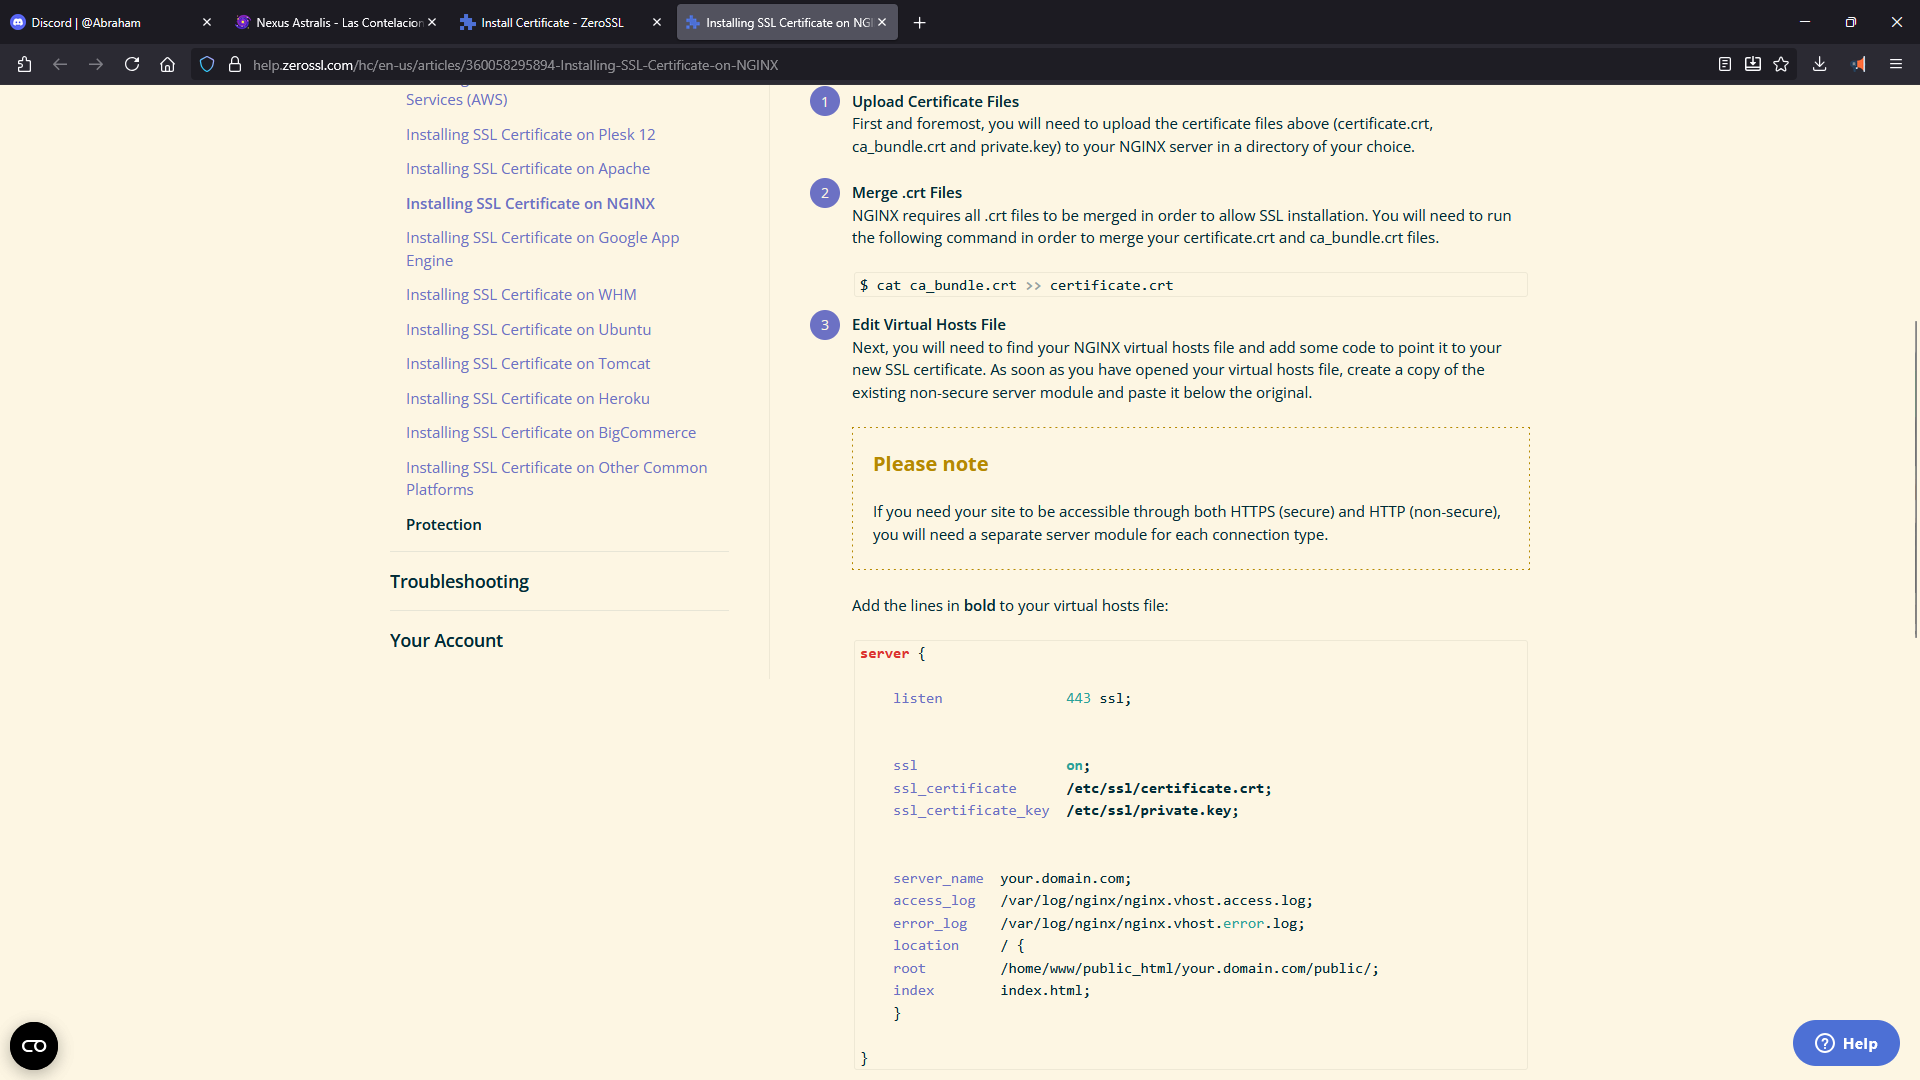 Discord | @Abraham
Nexus Astralis - Las Contelacion
Install Certificate - ZeroSSL
Installing SSL Certificate on NGI
help.zerossl.com/hc/en-us/articles/360058295894-Installing-SSL-Certificate-on-NGINX
Services (AWS)
Installing SSL Certificate on Plesk 12
Installing SSL Certificate on Apache
Installing SSL Certificate on NGINX
Installing SSL Certificate on Google App
Engine
Installing SSL Certificate on WHM
Installing SSL Certificate on Ubuntu
Installing SSL Certificate on Tomcat
Installing SSL Certificate on Heroku
Installing SSL Certificate on BigCommerce
Installing SSL Certificate on Other Common
Platforms
Protection
Troubleshooting
Your Account
1 Upload Certificate Files
First and foremost, you will need to upload the certificate files above (certificate.crt,
ca_bundle.crt and private.key) to your NGINX server in a directory of your choice.
2 Merge .crt Files
NGINX requires all .crt files to be merged in order to allow SSL installation. You will need to run
the following command in order to merge your certificate.crt and ca_bundle.crt files.
$ cat ca_bundle.crt >> certificate.crt
3 Edit Virtual Hosts File
Next, you will need to find your NGINX virtual hosts file and add some code to point it to your
new SSL certificate. As soon as you have opened your virtual hosts file, create a copy of the
existing non-secure server module and paste it below the original.
Please note
If you need your site to be accessible through both HTTPS (secure) and HTTP (non-secure),
you will need a separate server module for each connection type.
Add the lines in bold to your virtual hosts file:
server {
listen 443 ssl;
ssl on;
ssl_certificate /etc/ssl/certificate.crt;
ssl_certificate_key /etc/ssl/private.key;
server_name your.domain.com;
access_log /var/log/nginx/nginx.vhost.access.log;
error_log /var/log/nginx/nginx.vhost.error.log;
location / {
root /home/www/public_html/your.domain.com/public/;
index index.html;
}
}
Help